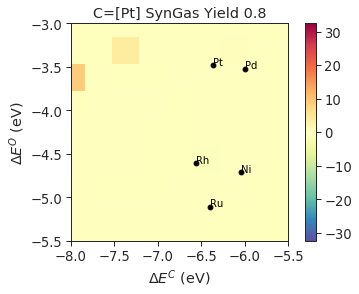 C=[Pt] SynGas Yield 0.8
−3.0
−3.5
−4.0
−4.5
−5.0
−5.5
ΔE^O (eV)
Pt
Pd
Rh
Ni
Ru
−8.0 −7.5 −7.0 −6.5 −6.0 −5.5
ΔE^C (eV)
30
20
10
0
−10
−20
−30